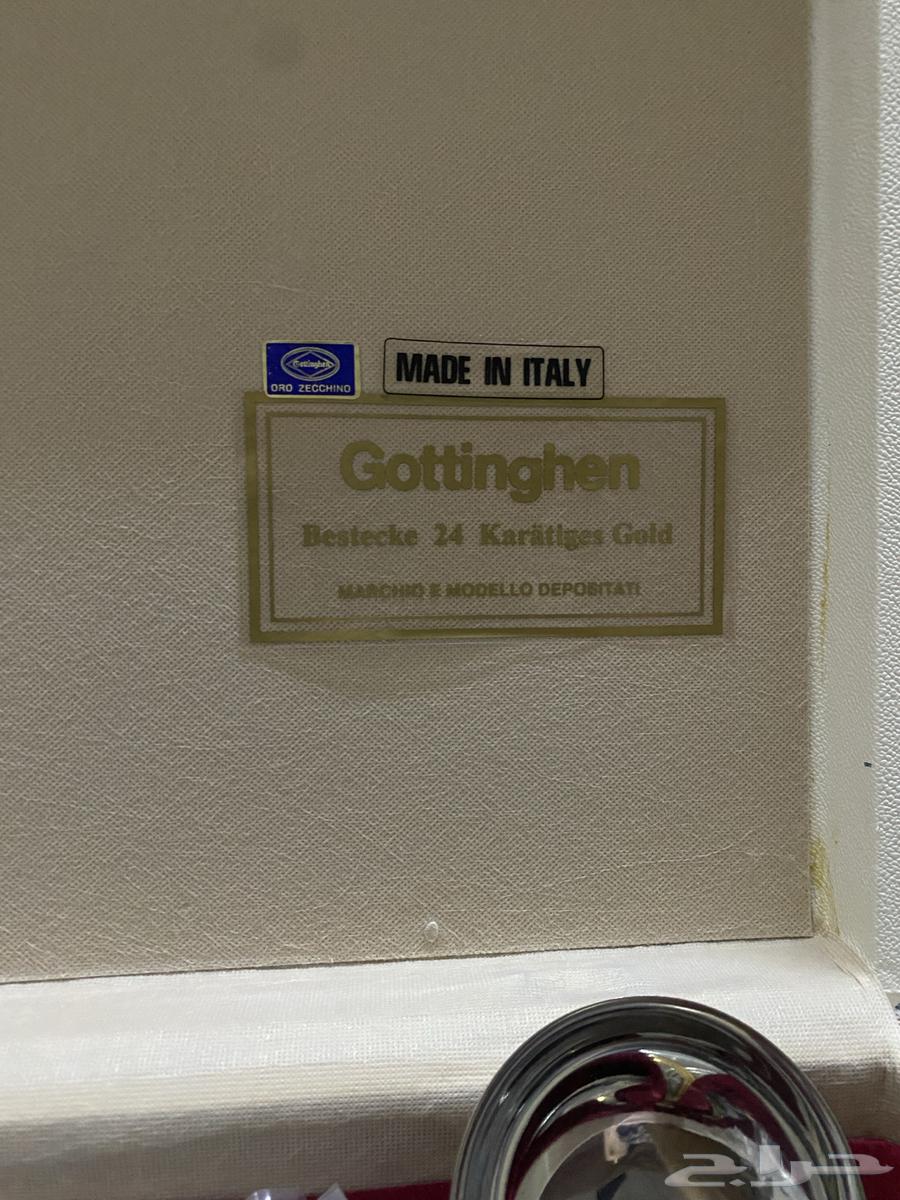 Gottinghen
ORO ZECCHINO
MADE IN ITALY
Gottinghen
Bestecke 24 Karätiges Gold
MARCHIO E MODELLO DEPOSITATI
حراج